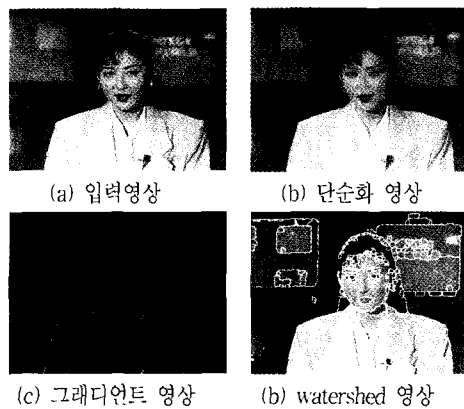 (a) 입력영상
(b) 단순화 영상
(c) 그래디언트 영상
(b) watershed 영상